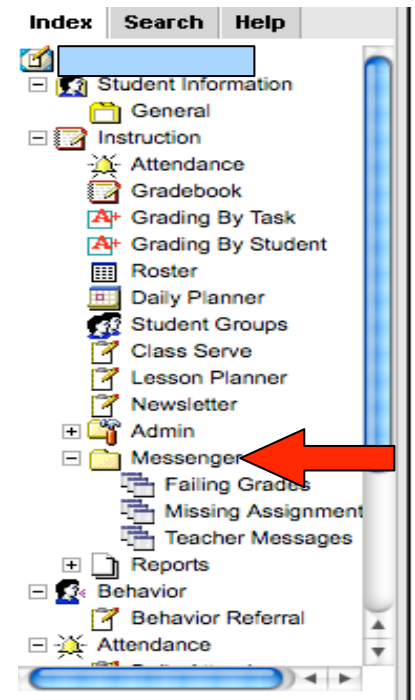 Index Search Help
Student Information
General
Instruction
Attendance
Gradebook
A+ Grading By Task
A+ Grading By Student
Roster
Daily Planner
Student Groups
Class Serve
Lesson Planner
Newsletter
Admin
Messenger
Failing Grades
Missing Assignment
Teacher Messages
Reports
Behavior
Behavior Referral
Attendance